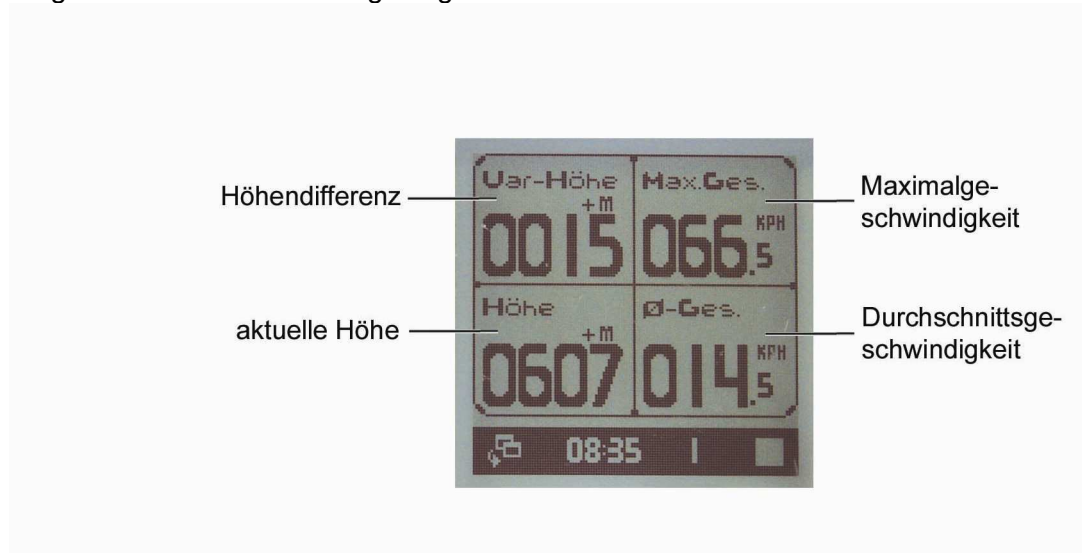 Höhendifferenz
Var-Höhe
+M
0015
Max.Ges.
KPH
066.5
Maximalge-
schwindigkeit
aktuelle Höhe
Höhe
+M
0607
Ø-Ges.
KPH
014.5
Durchschnittsge-
schwindigkeit
08:35